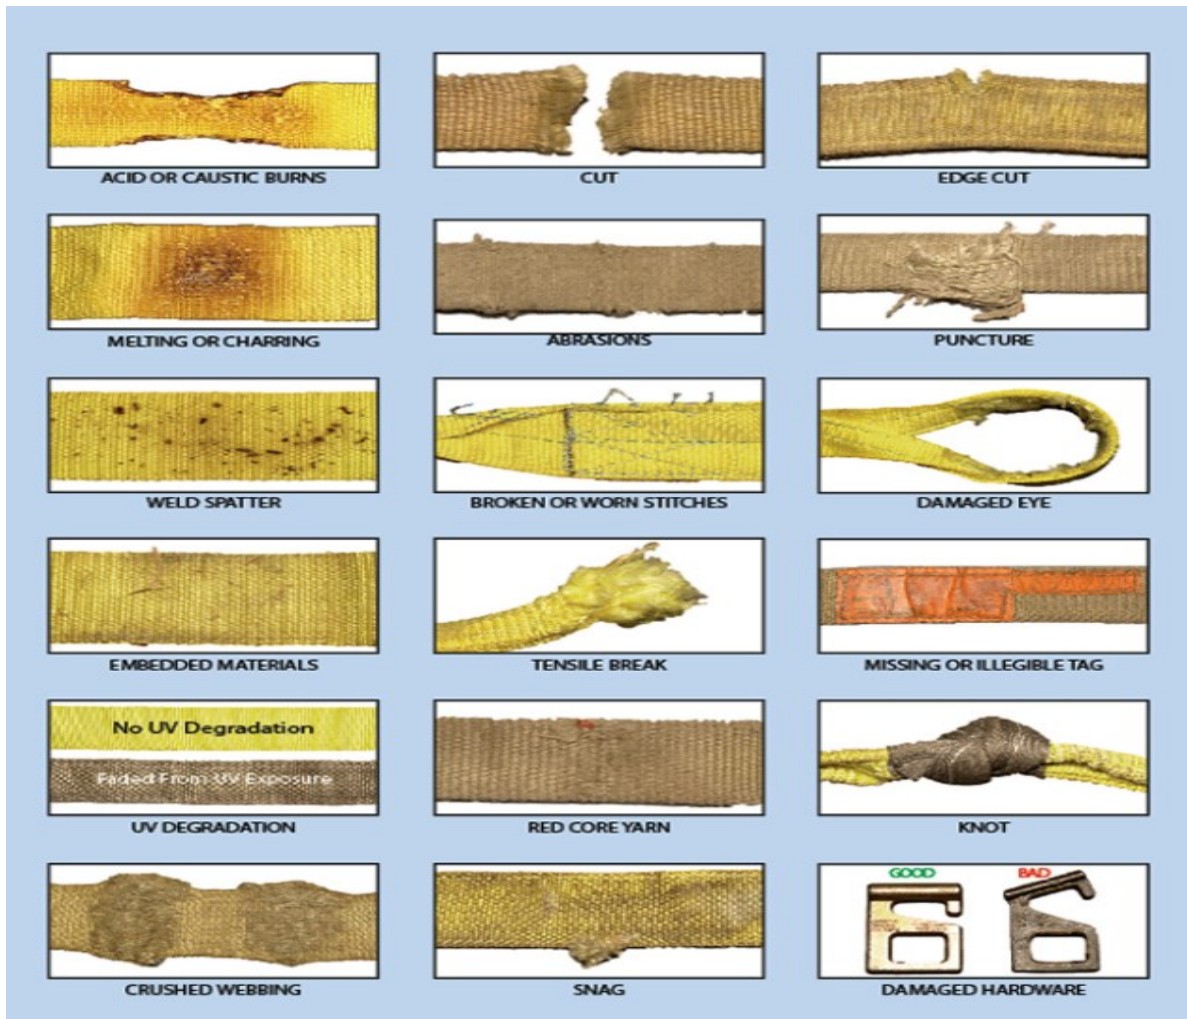 ACID OR CAUSTIC BURNS
CUT
EDGE CUT
MELTING OR CHARRING
ABRASIONS
PUNCTURE
WELD SPATTER
BROKEN OR WORN STITCHES
DAMAGED EYE
EMBEDDED MATERIALS
TENSILE BREAK
MISSING OR ILLEGIBLE TAG
No UV Degradation
Faded From UV Exposure
UV DEGRADATION
RED CORE YARN
KNOT
GOOD
BAD
CRUSHED WEBBING
SNAG
DAMAGED HARDWARE